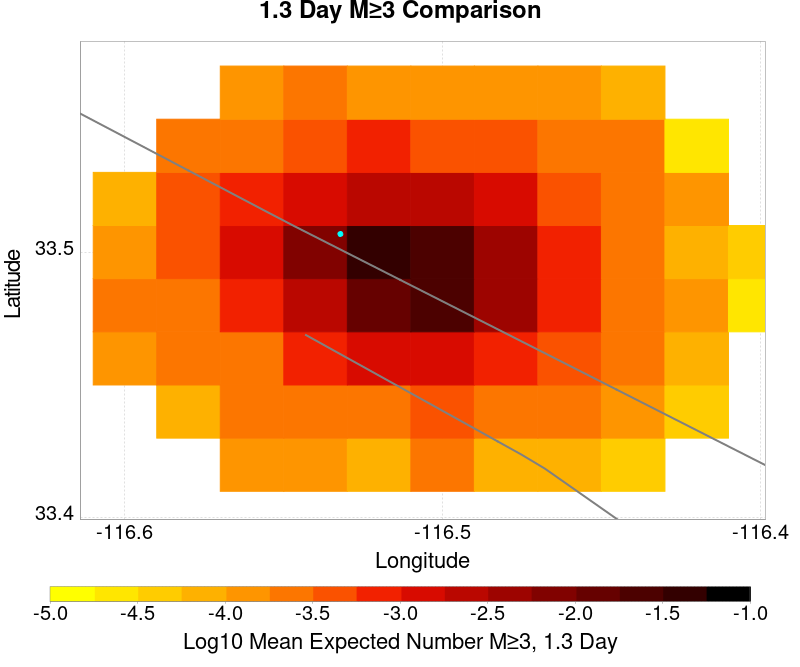 1.3 Day M≥3 Comparison
Latitude
33.5
33.4
-116.6 -116.5 -116.4
Longitude
-5.0 -4.5 -4.0 -3.5 -3.0 -2.5 -2.0 -1.5 -1.0
Log10 Mean Expected Number M≥3, 1.3 Day